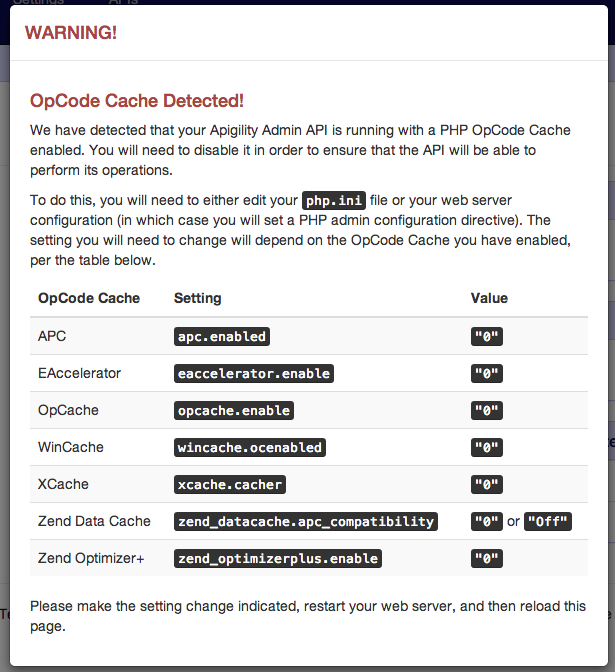 Settings APIs
WARNING!
OpCode Cache Detected!
We have detected that your Apigility Admin API is running with a PHP OpCode Cache
enabled. You will need to disable it in order to ensure that the API will be able to
perform its operations.
To do this, you will need to either edit your php.ini file or your web server
configuration (in which case you will set a PHP admin configuration directive). The
setting you will need to change will depend on the OpCode Cache you have enabled,
per the table below.
OpCode Cache Setting Value
APC apc.enabled "0"
EAccelerator eaccelerator.enable "0"
OpCache opcache.enable "0"
WinCache wincache.ocenabled "0"
XCache xcache.cacher "0"
Zend Data Cache zend_datacache.apc_compatibility "0" or "Off"
Zend Optimizer+ zend_optimizerplus.enable "0"
Please make the setting change indicated, restart your web server, and then reload this
page.